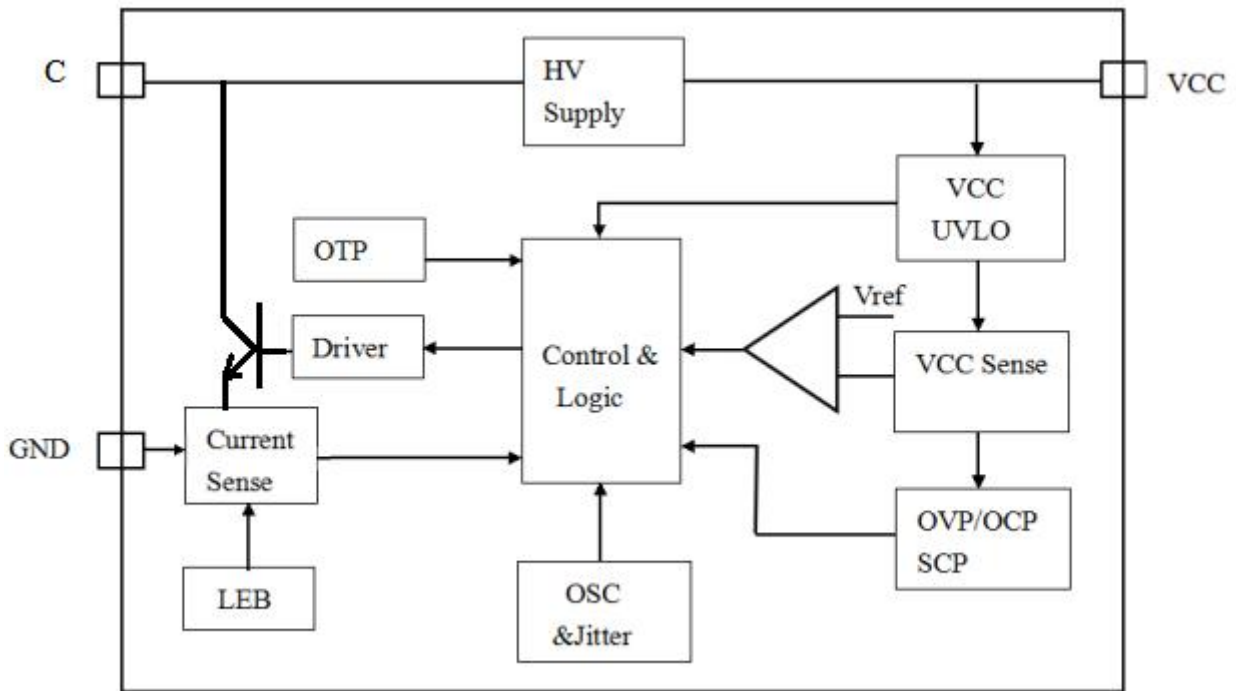 C
HV
Supply
VCC
VCC
UVLO
OTP
Vref
Driver
Control &
Logic
VCC Sense
GND
Current
Sense
OVP/OCP
SCP
LEB
OSC
&Jitter